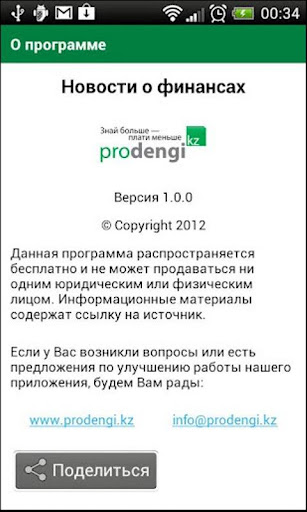 00:34
О программе
Новости о финансах
Знай больше —
плати меньше
prodengi kz
Версия 1.0.0
© Copyright 2012
Данная программа распространяется
бесплатно и не может продаваться ни
одним юридическим или физическим
лицом. Информационные материалы
содержат ссылку на источник.
Если у Вас возникли вопросы или есть
предложения по улучшению работы нашего
приложения, будем Вам рады:
www.prodengi.kz info@prodengi.kz
Поделиться